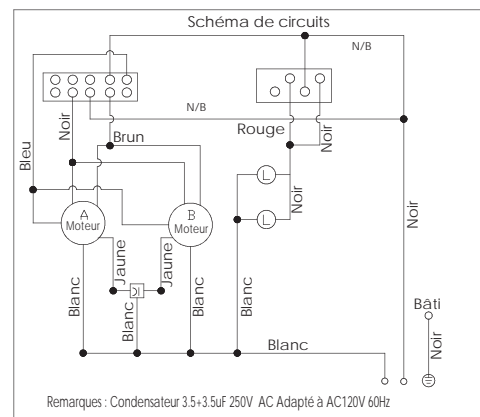 Schéma de circuits
N/B
N/B
Bleu
Noir
Brun
Rouge
Noir
L
Noir
L
A
Moteur
B
Moteur
Jaune
Jaune
Blanc
Blanc
Blanc
Blanc
Noir
Bâti
Noir
Blanc
Remarques : Condensateur 3.5+3.5uF 250V AC Adapté à AC120V 60Hz